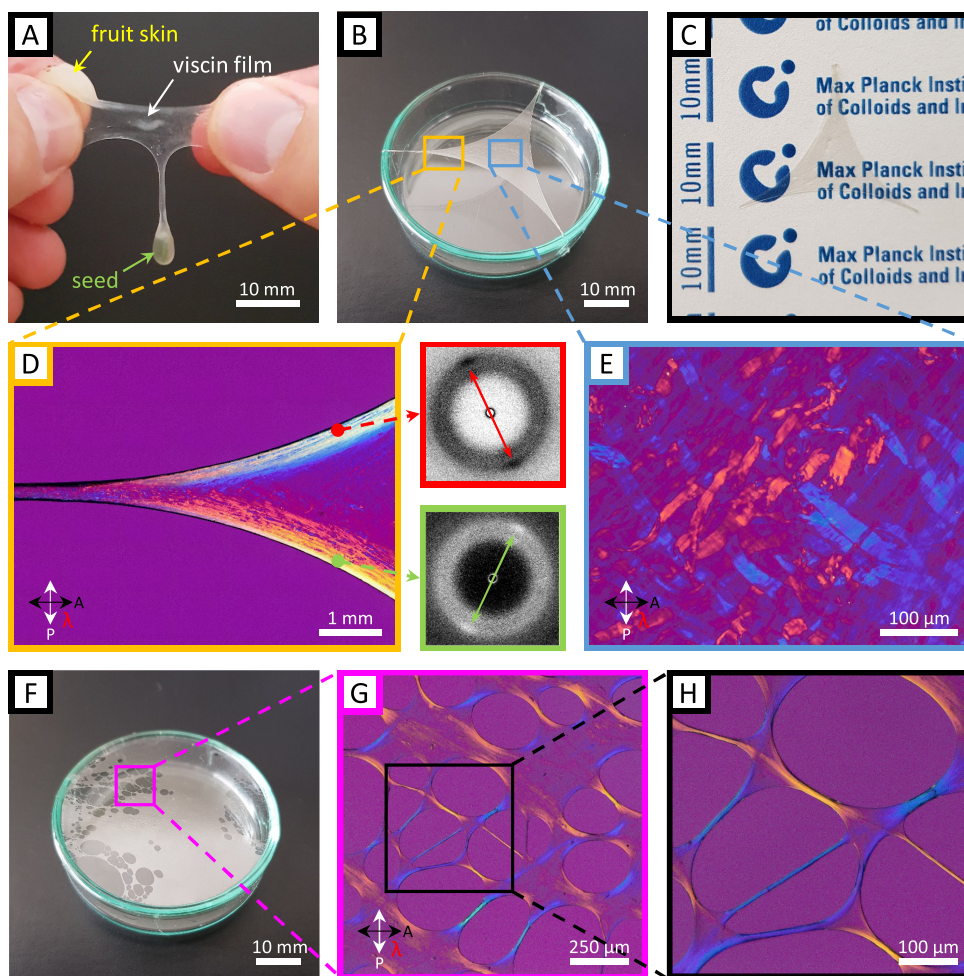 A
fruit skin
viscin film
seed
10 mm
B
10 mm
C
of Colloids and In
10mm
Max Planck Insti
of Colloids and In
10mm
Max Planck Insti
of Colloids and In
10mm
Max Planck Insti
of Colloids and In
D
A
P
λ
1 mm
E
A
P
λ
100 µm
F
10 mm
G
A
P
λ
250 µm
H
100 µm